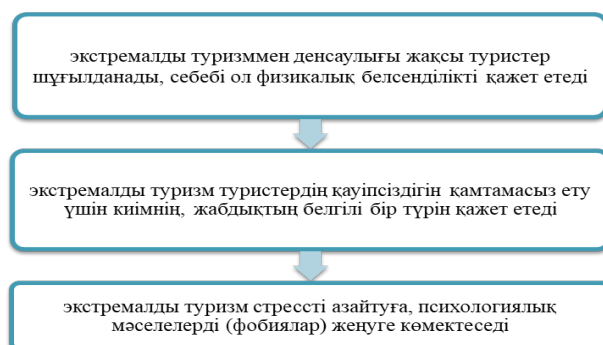 экстремалды туризммен денсаулығы жақсы туристер
шұғылданады, себебі ол физикалық белсенділікті қажет етеді
экстремалды туризм туристердің қауіпсіздігін қамтамасыз ету
үшін киімнің, жабдықтың белгілі бір түрін қажет етеді
экстремалды туризм стрессті азайтуға, психологиялық
мәселелерді (фобиялар) жеңуге көмектеседі